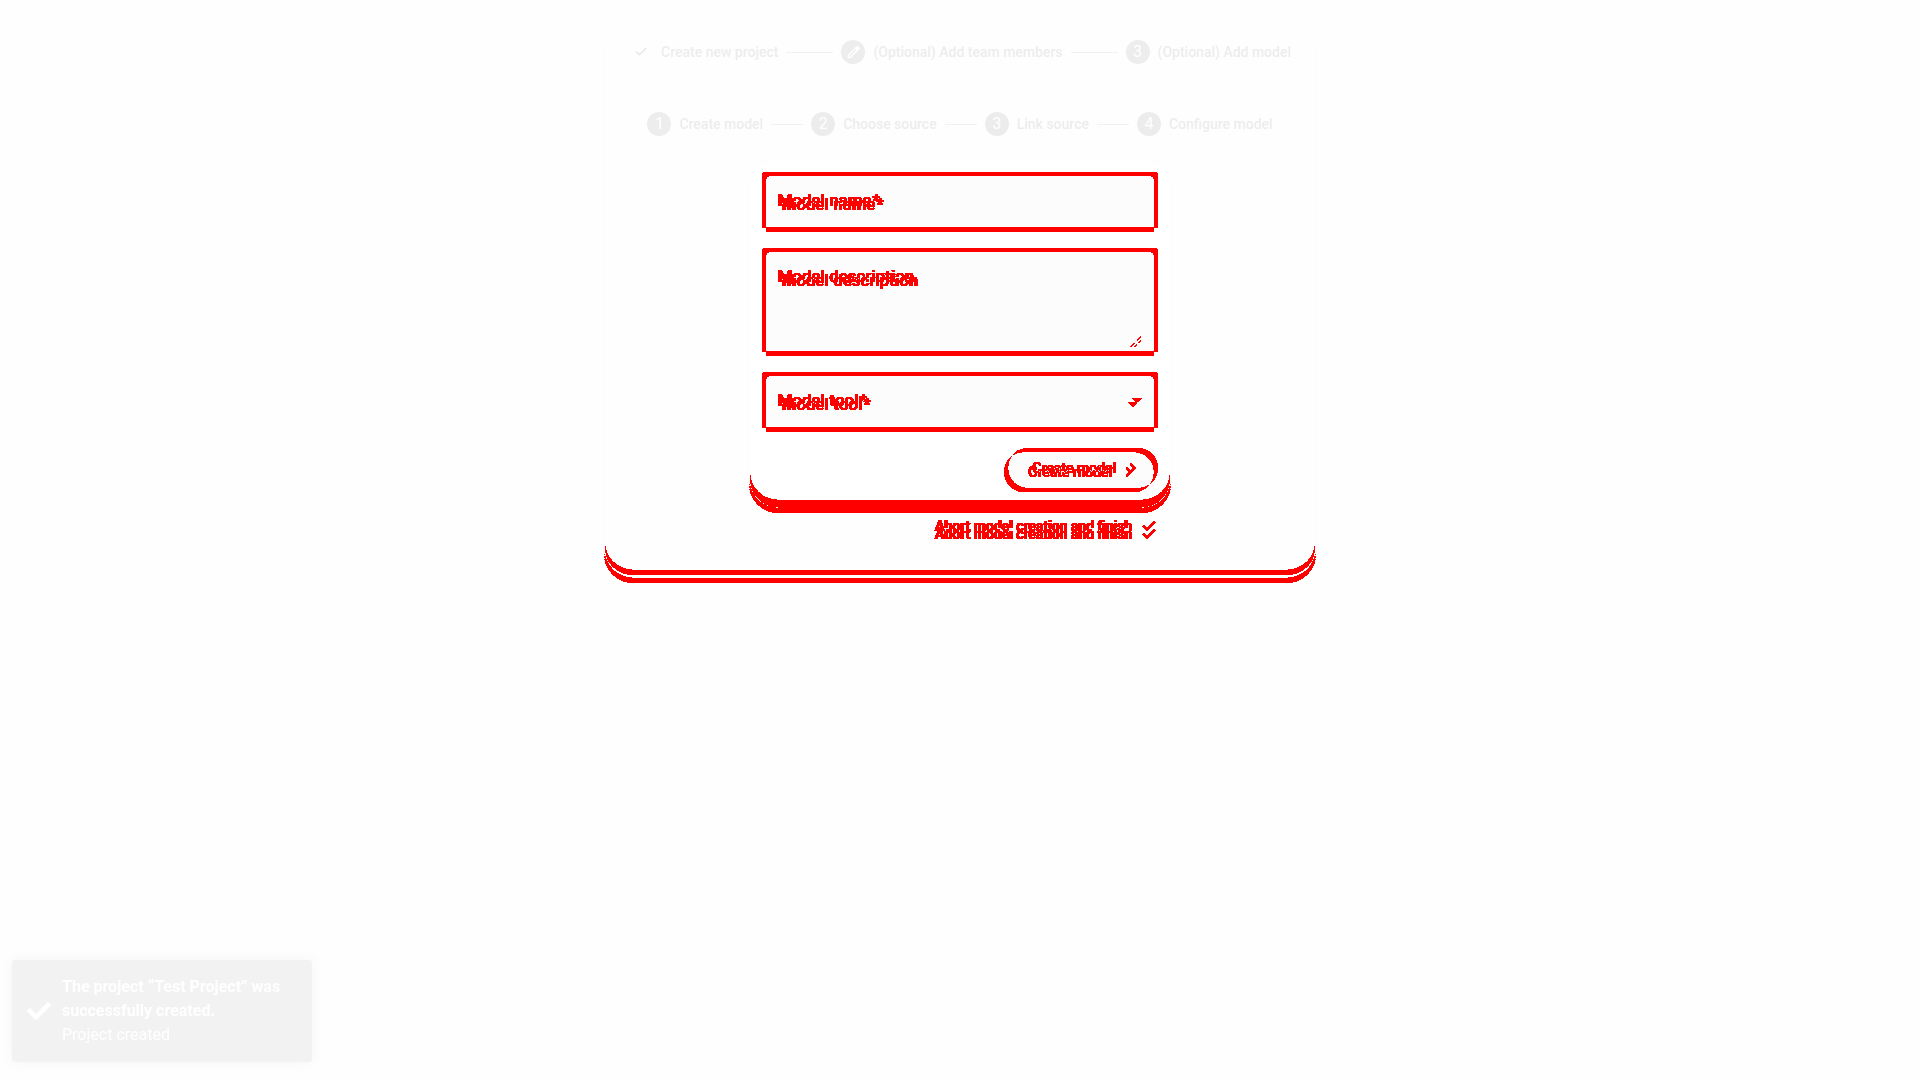 Create new project (Optional) Add team members 3 (Optional) Add model
1 Create model 2 Choose source 3 Link source 4 Configure model
Model name*
Model description
Model tool*
Create model
Abort model creation and finish
The project “Test Project” was
successfully created.
Project created